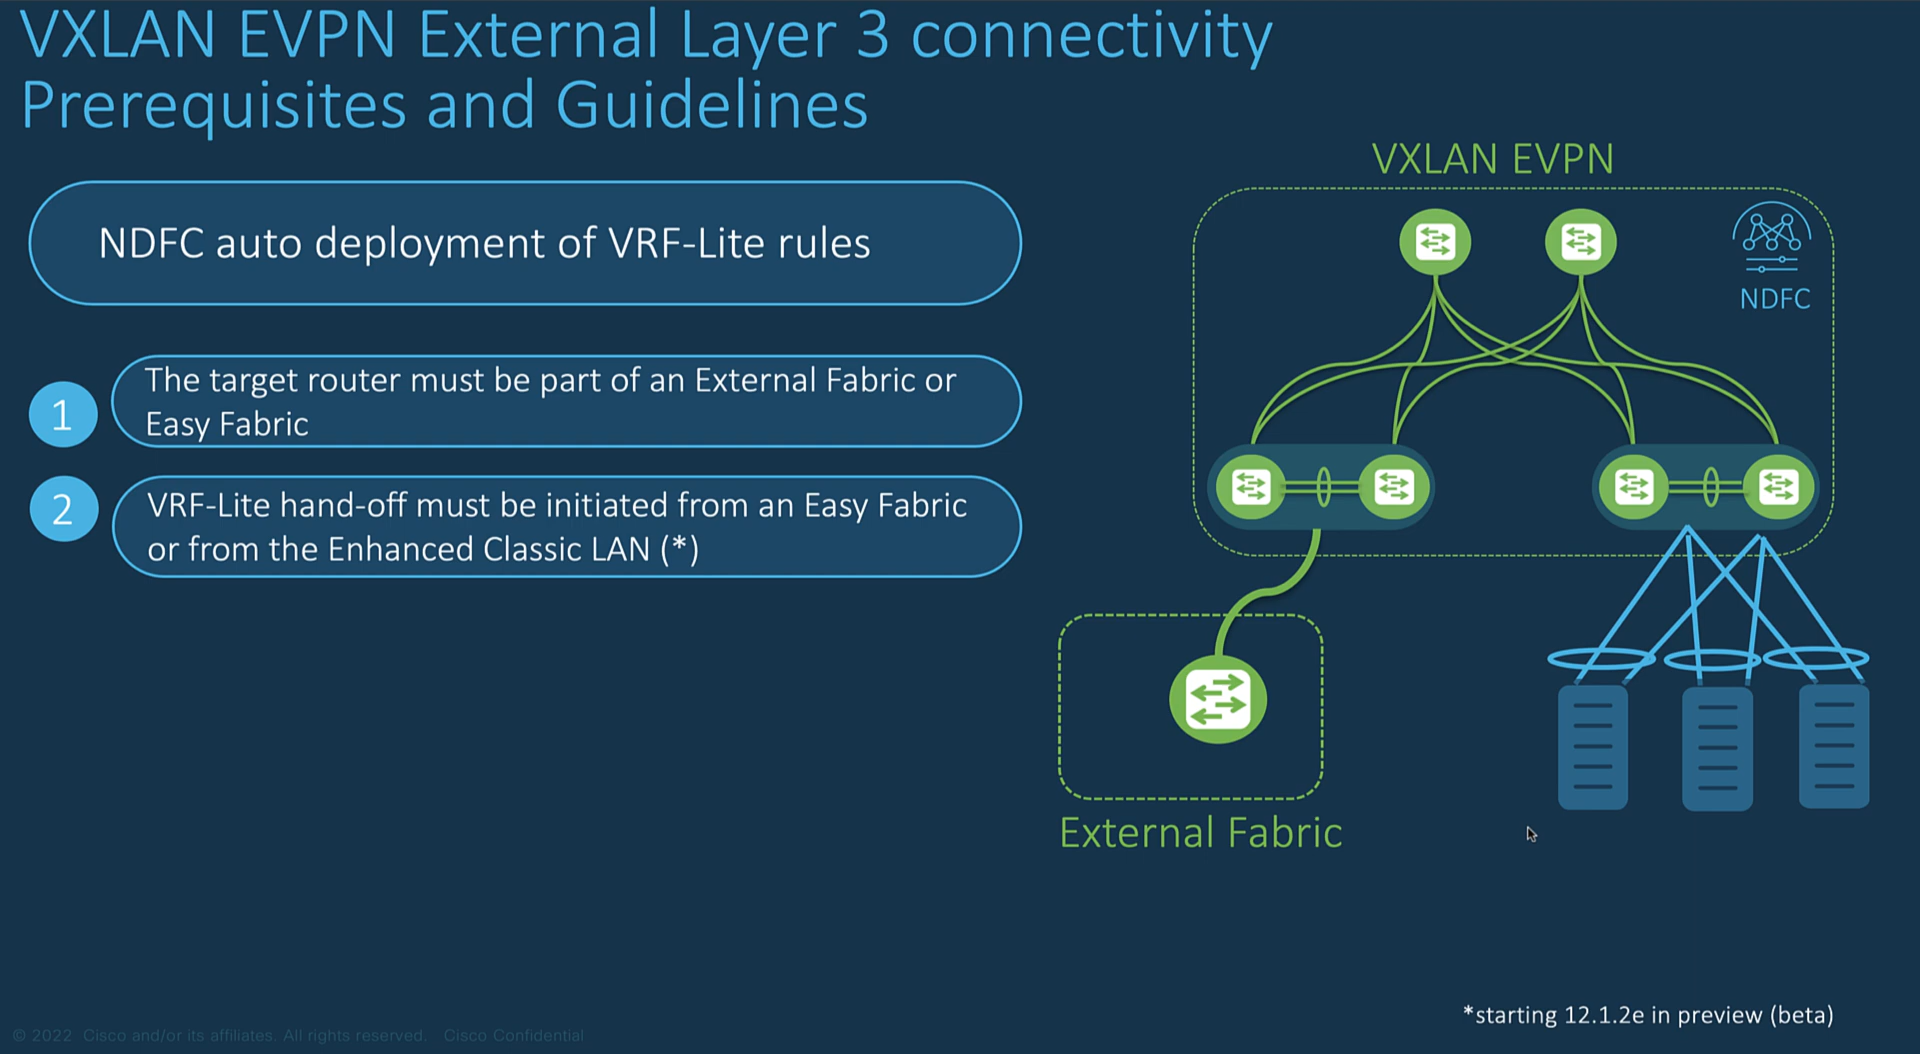 VXLAN EVPN External Layer 3 connectivity
Prerequisites and Guidelines
NDFC auto deployment of VRF-Lite rules
1
The target router must be part of an External Fabric or
Easy Fabric
2
VRF-Lite hand-off must be initiated from an Easy Fabric
or from the Enhanced Classic LAN (*)
VXLAN EVPN
NDFC
External Fabric
*starting 12.1.2e in preview (beta)
© 2022 Cisco and/or its affiliates. All rights reserved. Cisco Confidential